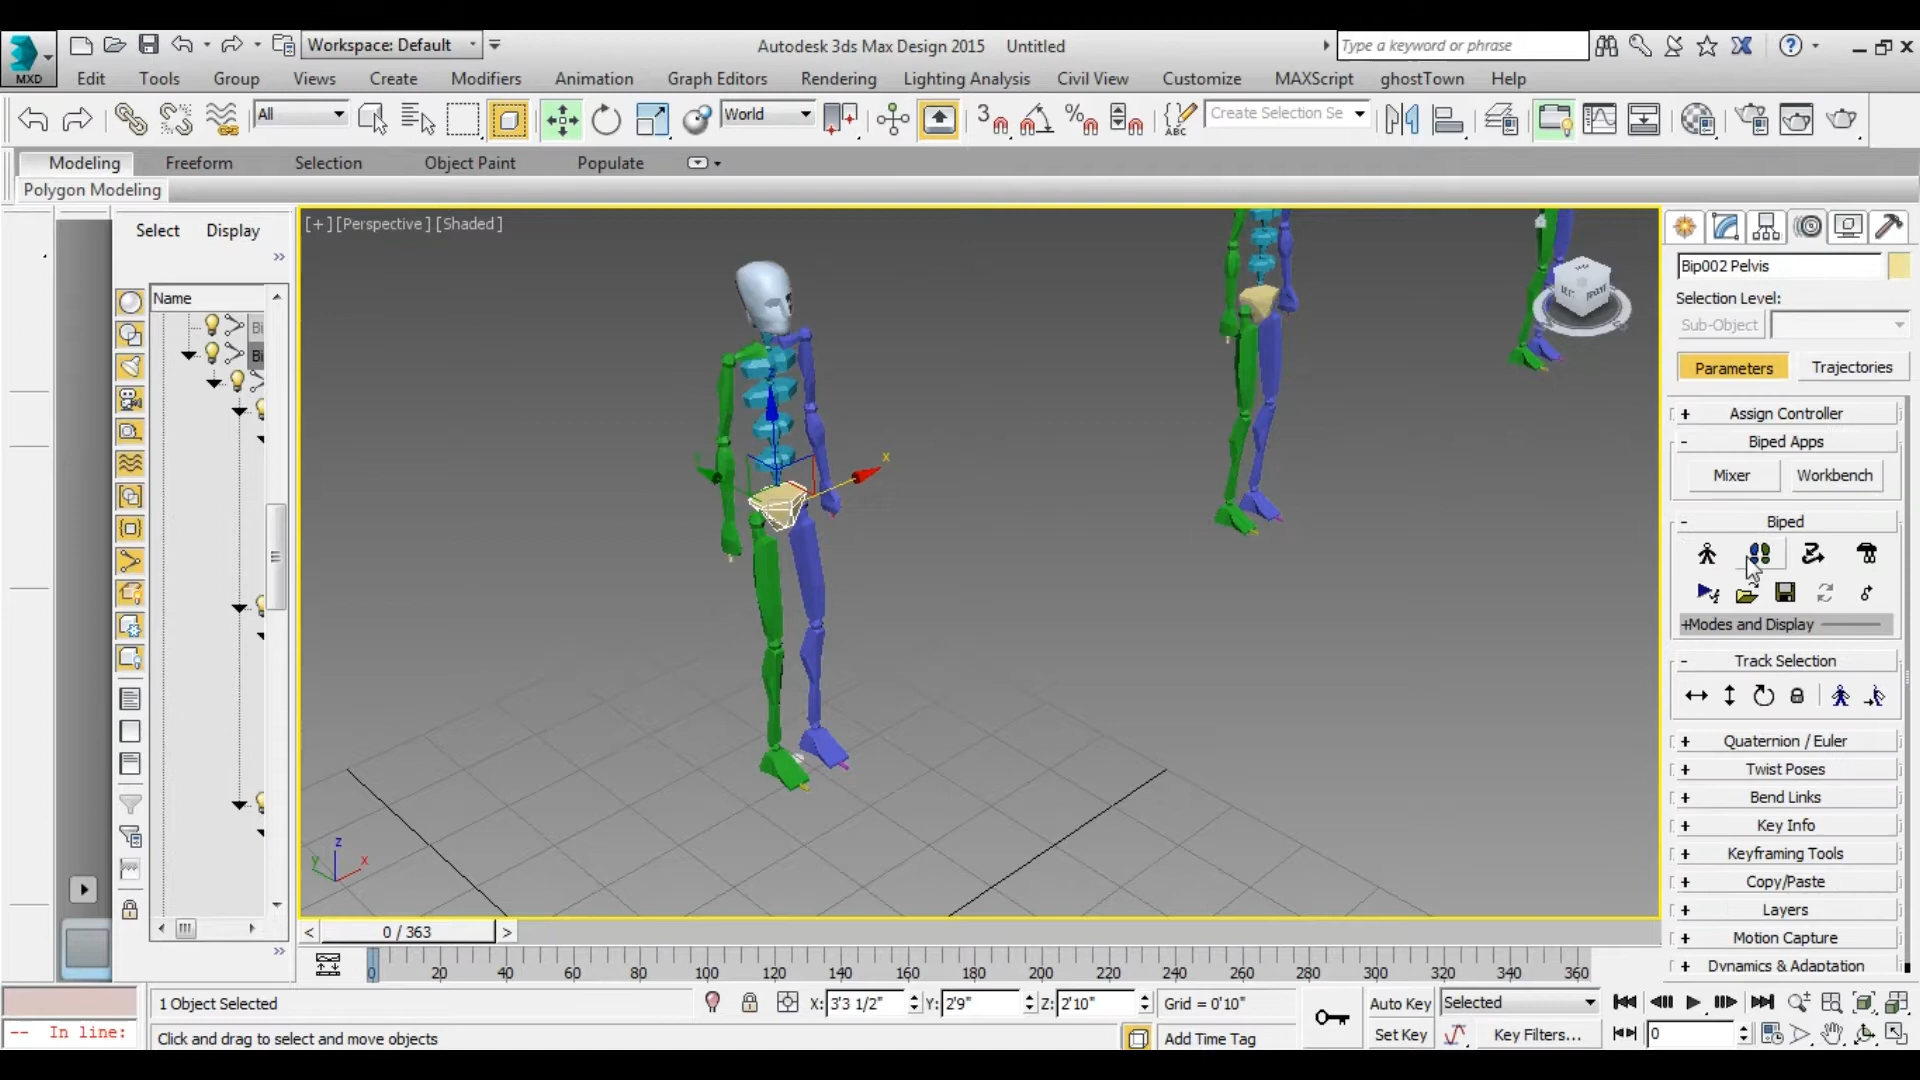 Workspace: Default
Autodesk 3ds Max Design 2015 Untitled
Type a keyword or phrase
MXD
Edit Tools Group Views Create Modifiers Animation Graph Editors Rendering Lighting Analysis Civil View Customize MAXScript ghostTown Help
All
World
3
ABC
Create Selection Se
Modeling Freeform Selection Object Paint Populate
Polygon Modeling
Select Display
Name
Bi
Bi
[+][Perspective][Shaded]
x
z
y
x
Bip002 Pelvis
Selection Level:
Sub-Object
Parameters Trajectories
+ Assign Controller
- Biped Apps
Mixer Workbench
- Biped
+Modes and Display
- Track Selection
+ Quaternion / Euler
+ Twist Poses
+ Bend Links
+ Key Info
+ Keyframing Tools
+ Copy/Paste
+ Layers
+ Motion Capture
+ Dynamics & Adaptation
< 0 / 363 >
0 20 40 60 80 100 120 140 160 180 200 220 240 260 280 300 320 340 360
1 Object Selected
X: 3'3 1/2" Y: 2'9" Z: 2'10" Grid = 0'10"
Auto Key Selected
-- In line:
Click and drag to select and move objects
Add Time Tag
Set Key Key Filters... 0